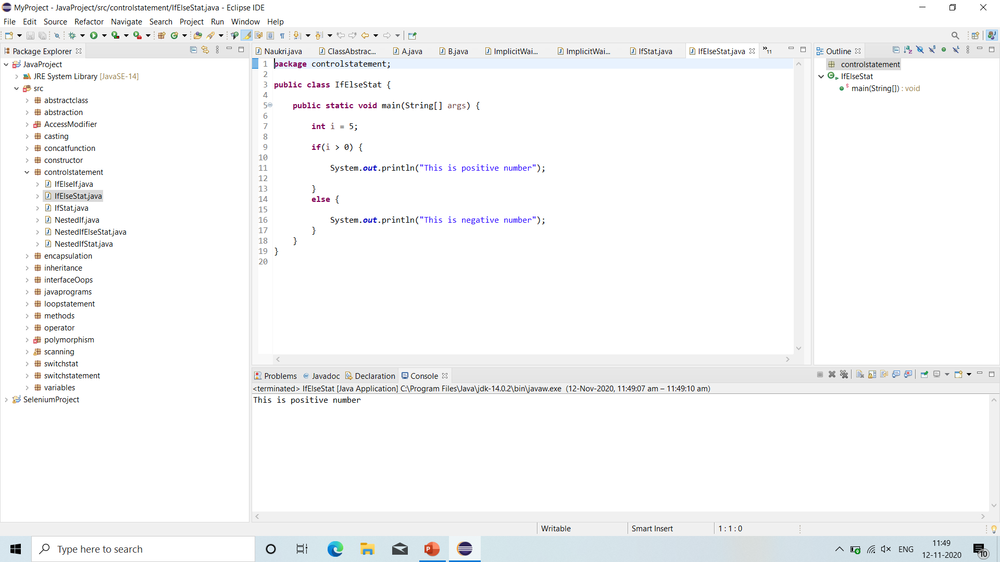 MyProject - JavaProject/src/controlstatement/IfElseStat.java - Eclipse IDE
File Edit Source Refactor Navigate Search Project Run Window Help
Package Explorer
JavaProject
JRE System Library [JavaSE-14]
src
abstractclass
abstraction
AccessModifier
casting
concatfunction
constructor
controlstatement
IfElseIf.java
IfElseStat.java
IfStat.java
NestedIf.java
NestedIfElseStat.java
NestedIfStat.java
encapsulation
inheritance
interfaceOops
javaprograms
loopstatement
methods
operator
polymorphism
scanning
switchstat
switchstatement
variables
SeleniumProject
Naukri.java ClassAbstrac... A.java B.java ImplicitWai... ImplicitWai... IfStat.java IfElseStat.java »11
1 package controlstatement;
2
3 public class IfElseStat {
4
5 public static void main(String[] args) {
6
7 int i = 5;
8
9 if(i > 0) {
10
11 System.out.println("This is positive number");
12
13 }
14 else {
15
16 System.out.println("This is negative number");
17 }
18 }
19 }
20
Outline
controlstatement
IfElseStat
main(String[]) : void
Problems @ Javadoc Declaration Console
<terminated> IfElseStat [Java Application] C:\Program Files\Java\jdk-14.0.2\bin\javaw.exe (12-Nov-2020, 11:49:07 am – 11:49:10 am)
This is positive number
Writable Smart Insert 1 : 1 : 0
Type here to search
ENG
11:49
12-11-2020
10